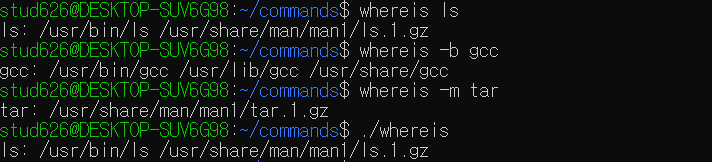 stud626@DESKTOP-SUV6G98:~/commands$ whereis ls
ls: /usr/bin/ls /usr/share/man/man1/ls.1.gz
stud626@DESKTOP-SUV6G98:~/commands$ whereis -b gcc
gcc: /usr/bin/gcc /usr/lib/gcc /usr/share/gcc
stud626@DESKTOP-SUV6G98:~/commands$ whereis -m tar
tar: /usr/share/man/man1/tar.1.gz
stud626@DESKTOP-SUV6G98:~/commands$ ./whereis
ls: /usr/bin/ls /usr/share/man/man1/ls.1.gz